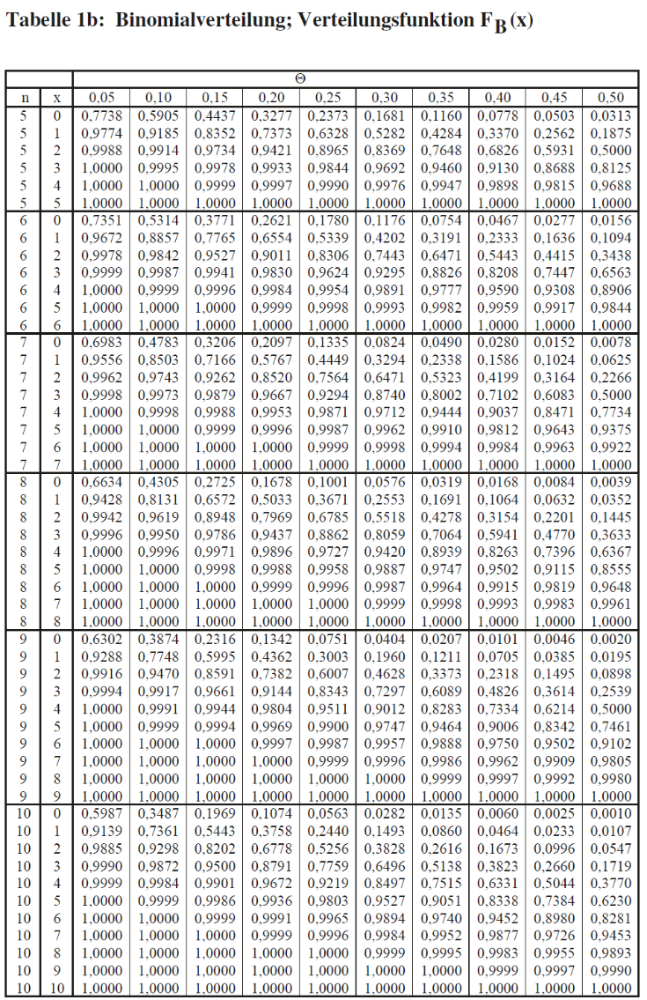 Tabelle 1b: Binomialverteilung; Verteilungsfunktion F_B (x)
Θ
n x 0,05 0,10 0,15 0,20 0,25 0,30 0,35 0,40 0,45 0,50
5 0 0,7738 0,5905 0,4437 0,3277 0,2373 0,1681 0,1160 0,0778 0,0503 0,0313
5 1 0,9774 0,9185 0,8352 0,7373 0,6328 0,5282 0,4284 0,3370 0,2562 0,1875
5 2 0,9988 0,9914 0,9734 0,9421 0,8965 0,8369 0,7648 0,6826 0,5931 0,5000
5 3 1,0000 0,9995 0,9978 0,9933 0,9844 0,9692 0,9460 0,9130 0,8688 0,8125
5 4 1,0000 1,0000 0,9999 0,9997 0,9990 0,9976 0,9947 0,9898 0,9815 0,9688
5 5 1,0000 1,0000 1,0000 1,0000 1,0000 1,0000 1,0000 1,0000 1,0000 1,0000
6 0 0,7351 0,5314 0,3771 0,2621 0,1780 0,1176 0,0754 0,0467 0,0277 0,0156
6 1 0,9672 0,8857 0,7765 0,6554 0,5339 0,4202 0,3191 0,2333 0,1636 0,1094
6 2 0,9978 0,9842 0,9527 0,9011 0,8306 0,7443 0,6471 0,5443 0,4415 0,3438
6 3 0,9999 0,9987 0,9941 0,9830 0,9624 0,9295 0,8826 0,8208 0,7447 0,6563
6 4 1,0000 0,9999 0,9996 0,9984 0,9954 0,9891 0,9777 0,9590 0,9308 0,8906
6 5 1,0000 1,0000 1,0000 0,9999 0,9998 0,9993 0,9982 0,9959 0,9917 0,9844
6 6 1,0000 1,0000 1,0000 1,0000 1,0000 1,0000 1,0000 1,0000 1,0000 1,0000
7 0 0,6983 0,4783 0,3206 0,2097 0,1335 0,0824 0,0490 0,0280 0,0152 0,0078
7 1 0,9556 0,8503 0,7166 0,5767 0,4449 0,3294 0,2338 0,1586 0,1024 0,0625
7 2 0,9962 0,9743 0,9262 0,8520 0,7564 0,6471 0,5323 0,4199 0,3164 0,2266
7 3 0,9998 0,9973 0,9879 0,9667 0,9294 0,8740 0,8002 0,7102 0,6083 0,5000
7 4 1,0000 0,9998 0,9988 0,9953 0,9871 0,9712 0,9444 0,9037 0,8471 0,7734
7 5 1,0000 1,0000 0,9999 0,9996 0,9987 0,9962 0,9910 0,9812 0,9643 0,9375
7 6 1,0000 1,0000 1,0000 1,0000 0,9999 0,9998 0,9994 0,9984 0,9963 0,9922
7 7 1,0000 1,0000 1,0000 1,0000 1,0000 1,0000 1,0000 1,0000 1,0000 1,0000
8 0 0,6634 0,4305 0,2725 0,1678 0,1001 0,0576 0,0319 0,0168 0,0084 0,0039
8 1 0,9428 0,8131 0,6572 0,5033 0,3671 0,2553 0,1691 0,1064 0,0632 0,0352
8 2 0,9942 0,9619 0,8948 0,7969 0,6785 0,5518 0,4278 0,3154 0,2201 0,1445
8 3 0,9996 0,9950 0,9786 0,9437 0,8862 0,8059 0,7064 0,5941 0,4770 0,3633
8 4 1,0000 0,9996 0,9971 0,9896 0,9727 0,9420 0,8939 0,8263 0,7396 0,6367
8 5 1,0000 1,0000 0,9998 0,9988 0,9958 0,9887 0,9747 0,9502 0,9115 0,8555
8 6 1,0000 1,0000 1,0000 0,9999 0,9996 0,9987 0,9964 0,9915 0,9819 0,9648
8 7 1,0000 1,0000 1,0000 1,0000 1,0000 0,9999 0,9998 0,9993 0,9983 0,9961
8 8 1,0000 1,0000 1,0000 1,0000 1,0000 1,0000 1,0000 1,0000 1,0000 1,0000
9 0 0,6302 0,3874 0,2316 0,1342 0,0751 0,0404 0,0207 0,0101 0,0046 0,0020
9 1 0,9288 0,7748 0,5995 0,4362 0,3003 0,1960 0,1211 0,0705 0,0385 0,0195
9 2 0,9916 0,9470 0,8591 0,7382 0,6007 0,4628 0,3373 0,2318 0,1495 0,0898
9 3 0,9994 0,9917 0,9661 0,9144 0,8343 0,7297 0,6089 0,4826 0,3614 0,2539
9 4 1,0000 0,9991 0,9944 0,9804 0,9511 0,9012 0,8283 0,7334 0,6214 0,5000
9 5 1,0000 0,9999 0,9994 0,9969 0,9900 0,9747 0,9464 0,9006 0,8342 0,7461
9 6 1,0000 1,0000 0,9997 0,9987 0,9957 0,9888 0,9750 0,9502 0,9102
9 7 1,0000 1,0000 1,0000 1,0000 0,9999 0,9996 0,9986 0,9962 0,9909 0,9805
9 8 1,0000 1,0000 1,0000 1,0000 1,0000 1,0000 0,9999 0,9997 0,9992 0,9980
9 9 1,0000 1,0000 1,0000 1,0000 1,0000 1,0000 1,0000 1,0000 1,0000 1,0000
10 0 0,5987 0,3487 0,1969 0,1074 0,0563 0,0282 0,0135 0,0060 0,0025 0,0010
10 1 0,9139 0,7361 0,5443 0,3758 0,2440 0,1493 0,0860 0,0464 0,0233 0,0107
10 2 0,9885 0,9298 0,8202 0,6778 0,5256 0,3828 0,2616 0,1673 0,0996 0,0547
10 3 0,9990 0,9872 0,9500 0,8791 0,7759 0,6496 0,5138 0,3823 0,2660 0,1719
10 4 0,9999 0,9984 0,9901 0,9672 0,9219 0,8497 0,7515 0,6331 0,5044 0,3770
10 5 1,0000 0,9999 0,9986 0,9936 0,9803 0,9527 0,9051 0,8338 0,7384 0,6230
10 6 1,0000 1,0000 0,9999 0,9991 0,9965 0,9894 0,9740 0,9452 0,8980 0,8281
10 7 1,0000 1,0000 1,0000 0,9999 0,9996 0,9984 0,9952 0,9877 0,9726 0,9453
10 8 1,0000 1,0000 1,0000 1,0000 1,0000 0,9999 0,9995 0,9983 0,9955 0,9893
10 9 1,0000 1,0000 1,0000 1,0000 1,0000 1,0000 1,0000 0,9999 0,9997 0,9990
10 10 1,0000 1,0000 1,0000 1,0000 1,0000 1,0000 1,0000 1,0000 1,0000 1,0000